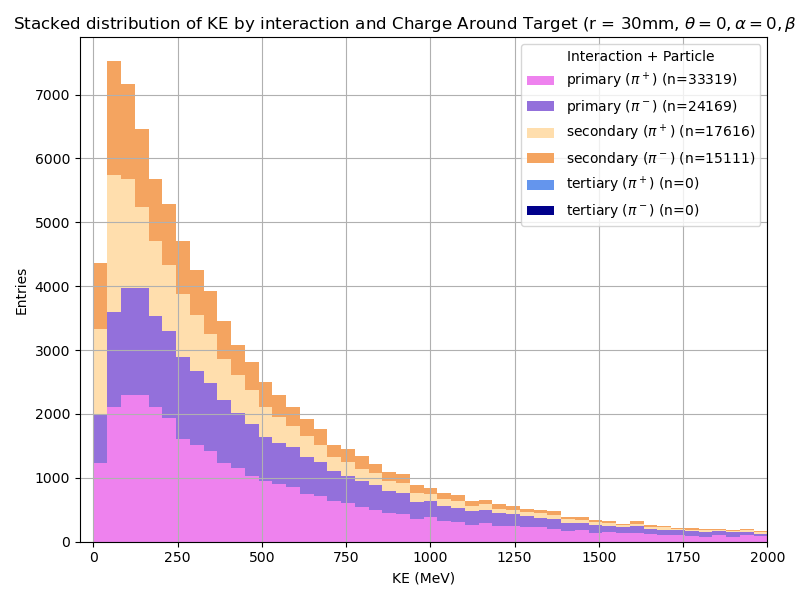 Stacked distribution of KE by interaction and Charge Around Target (r = 30mm, θ = 0, α = 0, β
Interaction + Particle
primary (π⁺) (n=33319)
primary (π⁻) (n=24169)
secondary (π⁺) (n=17616)
secondary (π⁻) (n=15111)
tertiary (π⁺) (n=0)
tertiary (π⁻) (n=0)
Entries
7000
6000
5000
4000
3000
2000
1000
0
0 250 500 750 1000 1250 1500 1750 2000
KE (MeV)